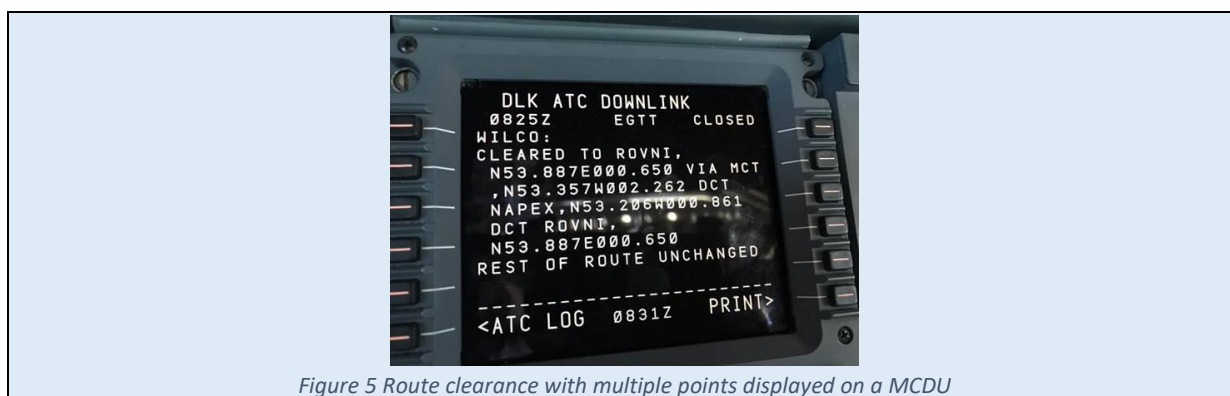 DLK ATC DOWNLINK
0825Z EGTT CLOSED
WILCO:
CLEARED TO ROVNI,
N53.887E000.650 VIA MCT
,N53.357W002.262 DCT
NAPEX,N53.206W000.861
DCT ROVNI,
N53.887E000.650
REST OF ROUTE UNCHANGED
<ATC LOG 0831Z PRINT>
Figure 5 Route clearance with multiple points displayed on a MCDU